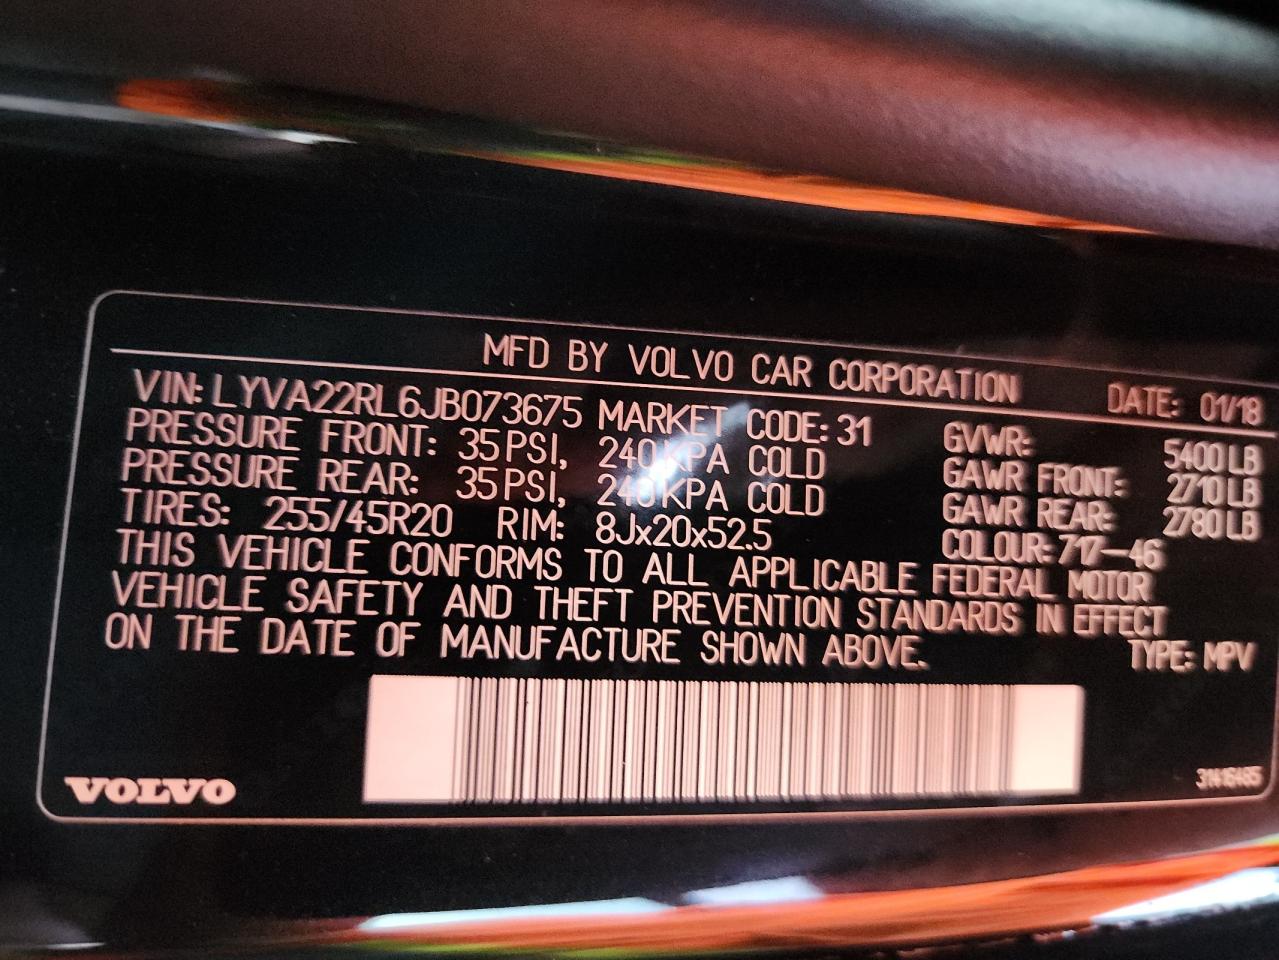 MFD BY VOLVO CAR CORPORATION DATE: 01/18
VIN: LYVA22RL6JB073675 MARKET CODE: 31
PRESSURE FRONT: 35 PSI, 240 KPA COLD GVWR: 5400 LB
PRESSURE REAR: 35 PSI, 240 KPA COLD GAWR FRONT: 2710 LB
TIRES: 255/45R20 RIM: 8Jx20x52.5 GAWR REAR: 2780 LB
COLOUR: 717-46
THIS VEHICLE CONFORMS TO ALL APPLICABLE FEDERAL MOTOR
VEHICLE SAFETY AND THEFT PREVENTION STANDARDS IN EFFECT
ON THE DATE OF MANUFACTURE SHOWN ABOVE. TYPE: MPV
VOLVO
31416485